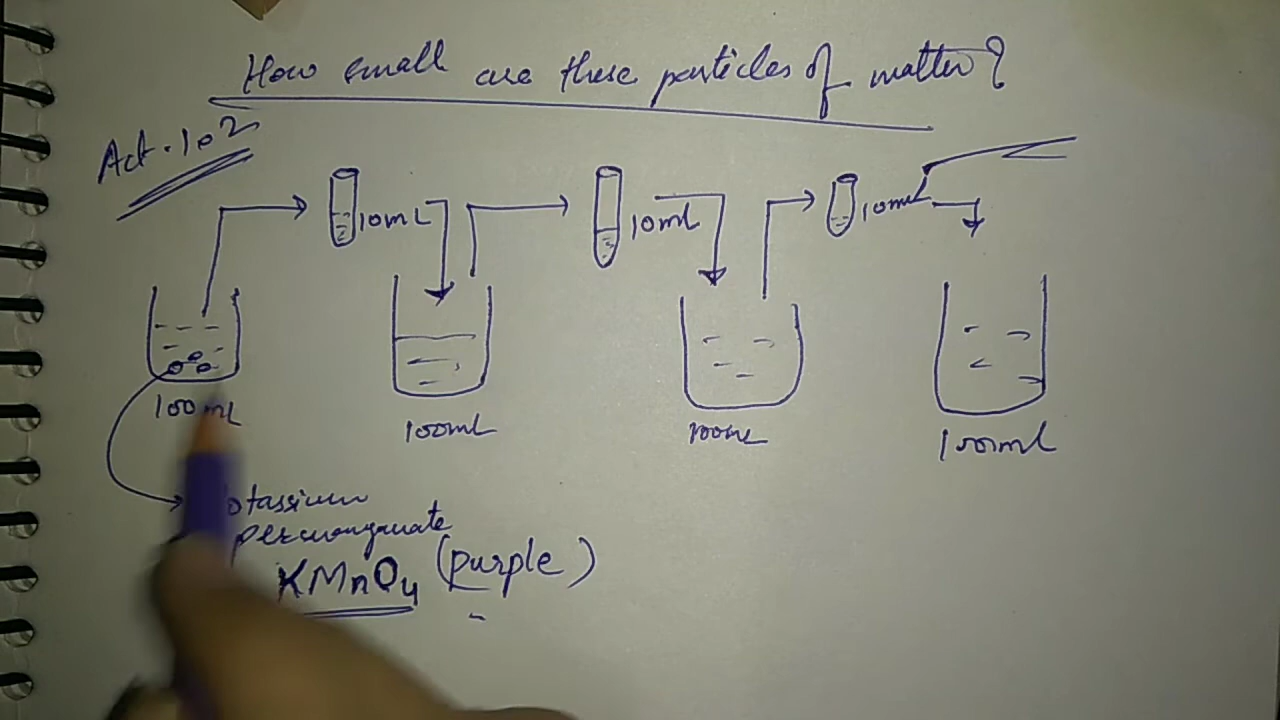 How small are these particles of matter?
Act. 1.2
10mL
10mL
10mL
100mL
100mL
100mL
100mL
otassium
permanganate
KMnO4 (purple)